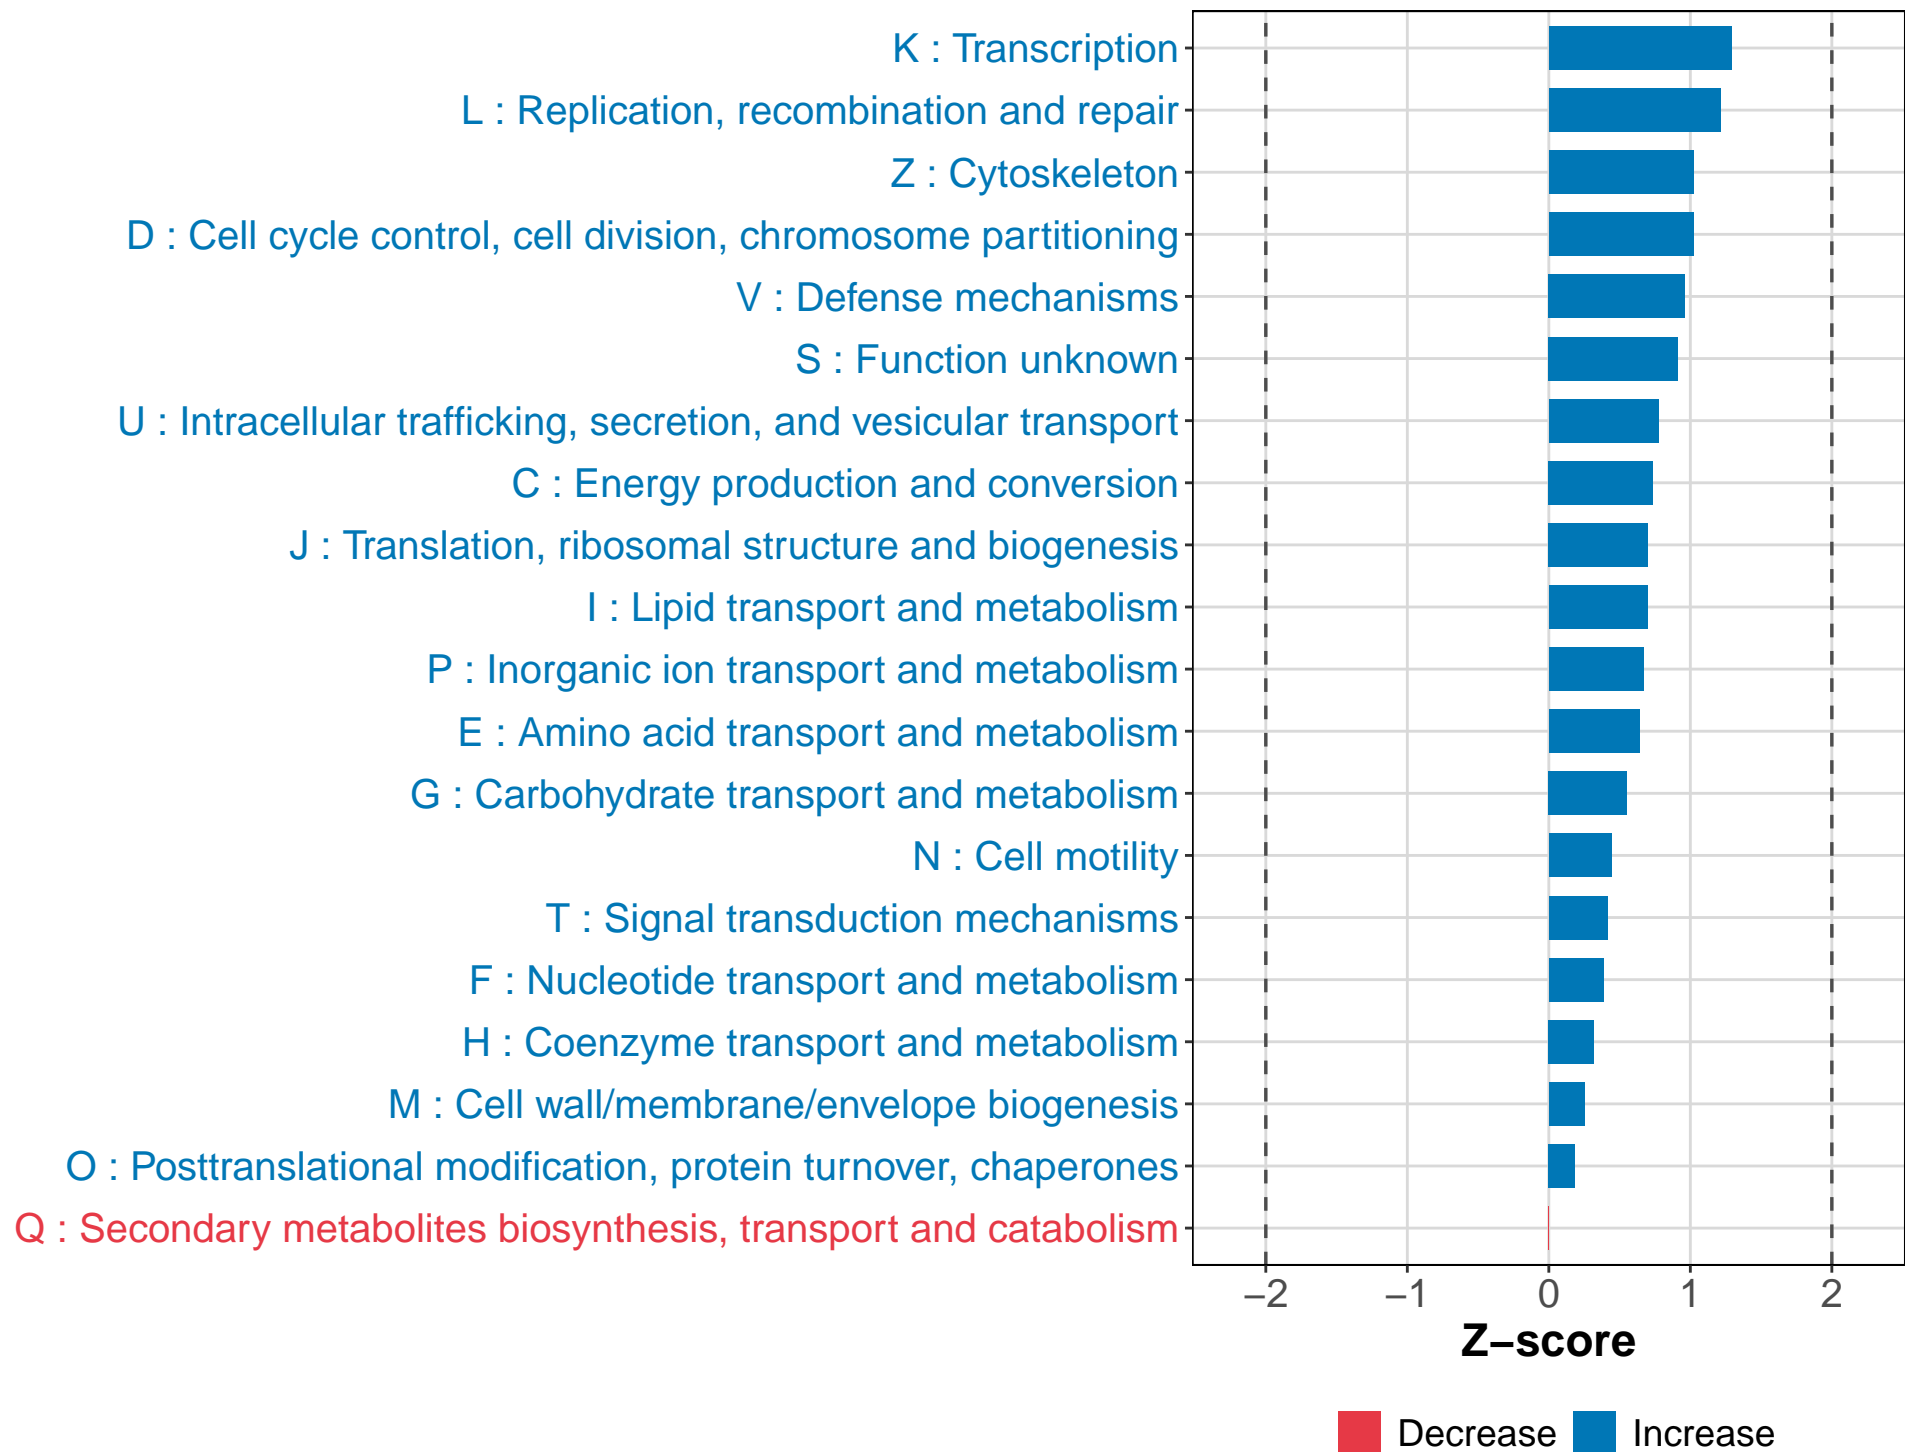 K : Transcription
L : Replication, recombination and repair
Z : Cytoskeleton
D : Cell cycle control, cell division, chromosome partitioning
V : Defense mechanisms
S : Function unknown
U : Intracellular trafficking, secretion, and vesicular transport
C : Energy production and conversion
J : Translation, ribosomal structure and biogenesis
I : Lipid transport and metabolism
P : Inorganic ion transport and metabolism
E : Amino acid transport and metabolism
G : Carbohydrate transport and metabolism
N : Cell motility
T : Signal transduction mechanisms
F : Nucleotide transport and metabolism
H : Coenzyme transport and metabolism
M : Cell wall/membrane/envelope biogenesis
O : Posttranslational modification, protein turnover, chaperones
Q : Secondary metabolites biosynthesis, transport and catabolism
−2 −1 0 1 2
Z−score
Decrease Increase